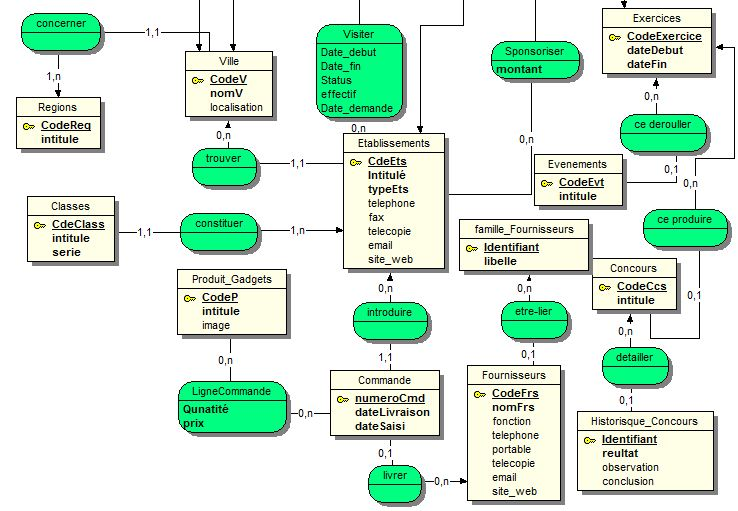 concerner
1,1
1,n
Regions
CodeReq
intitule
Ville
CodeV
nomV
localisation
0,n
trouver
1,1
Visiter
Date_debut
Date_fin
Status
effectif
Date_demande
0,n
Sponsoriser
montant
0,n
Exercices
CodeExercice
dateDebut
dateFin
0,n
ce derouller
0,1
0,n
Evenements
CodeEvt
intitule
ce produire
0,1
Etablissements
CdeEts
Intitulé
typeEts
telephone
fax
telecopie
email
site_web
Classes
CdeClass
intitule
serie
1,1
constituer
1,n
famille_Fournisseurs
Identifiant
libelle
0,n
etre-lier
0,1
Concours
CodeCcs
intitule
0,n
detailler
0,1
Produit_Gadgets
CodeP
intitule
image
0,n
LigneCommande
Qunatité
prix
0,n
0,n
introduire
1,1
Commande
numeroCmd
dateLivraison
dateSaisi
0,1
livrer
0,n
Fournisseurs
CodeFrs
nomFrs
fonction
telephone
portable
telecopie
email
site_web
Historisque_Concours
Identifiant
reultat
observation
conclusion